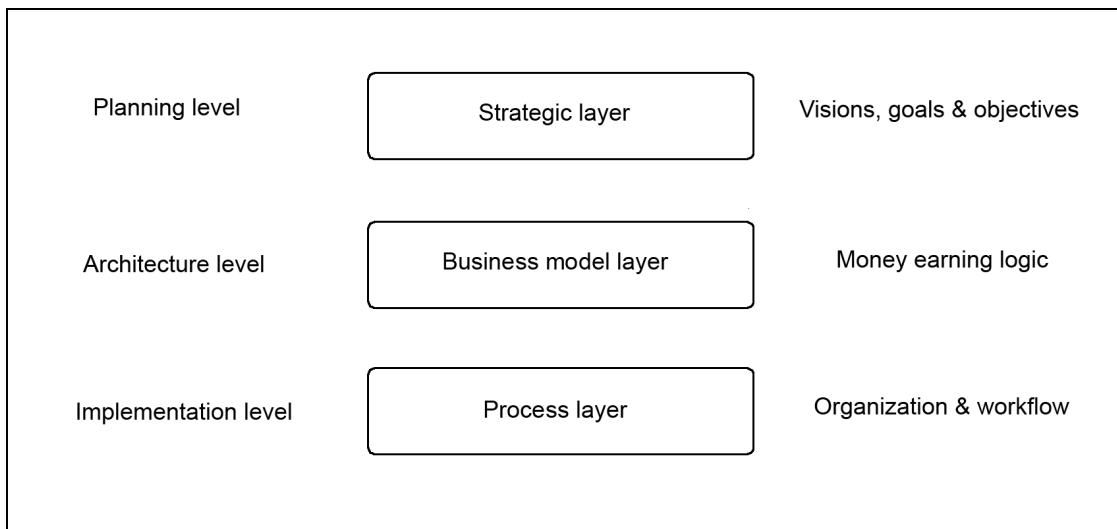 Planning level
Strategic layer
Visions, goals & objectives
Architecture level
Business model layer
Money earning logic
Implementation level
Process layer
Organization & workflow